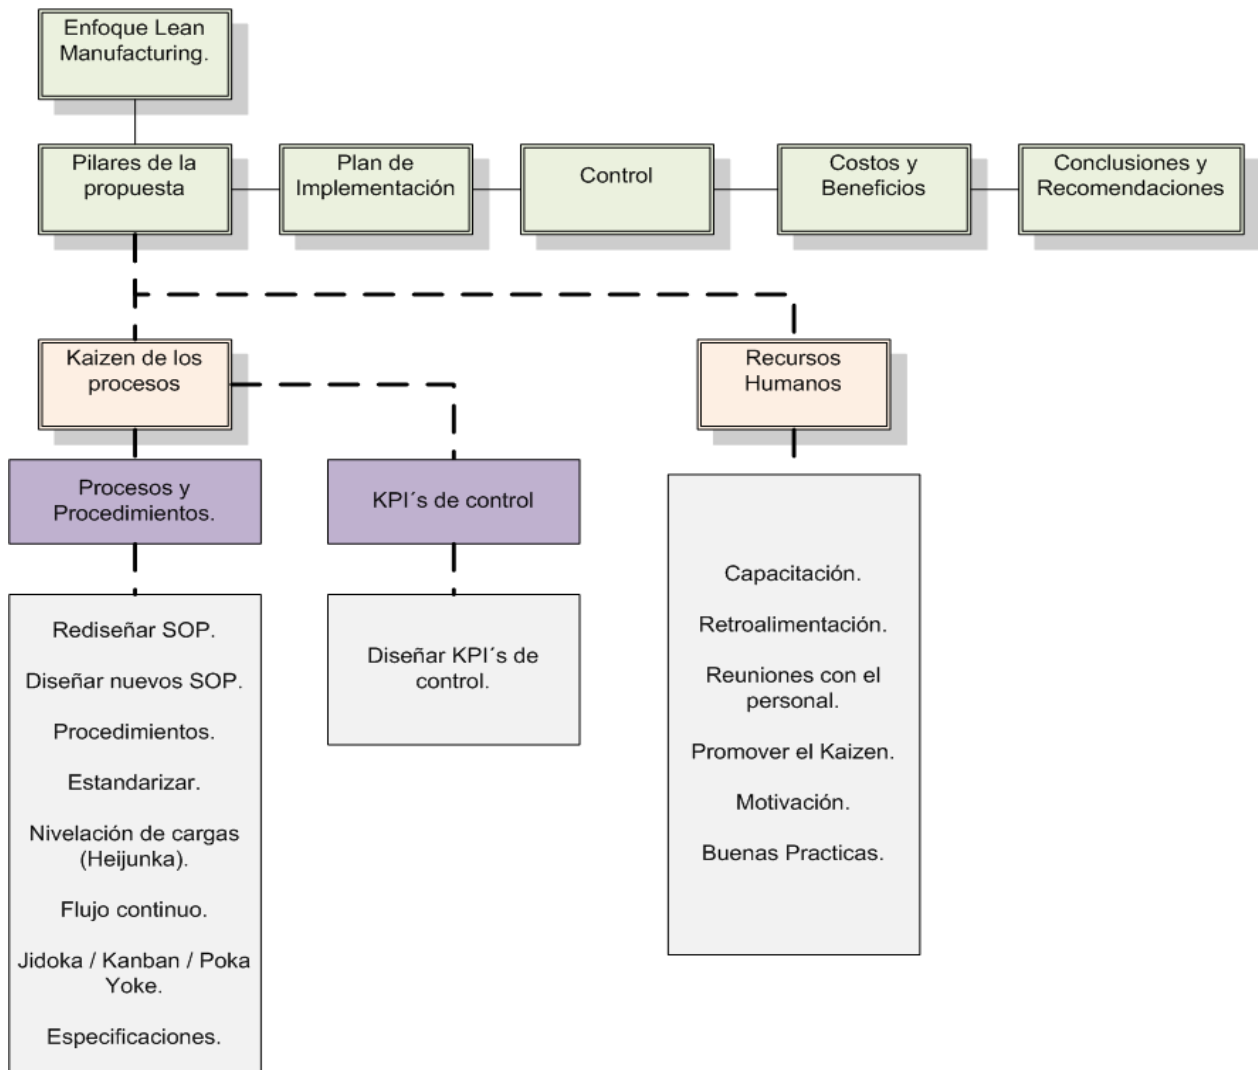 Enfoque Lean
Manufacturing.
Pilares de la
propuesta
Plan de
Implementación
Control
Costos y
Beneficios
Conclusiones y
Recomendaciones
Kaizen de los
procesos
Recursos
Humanos
Procesos y
Procedimientos.
KPI´s de control
Rediseñar SOP.
Diseñar nuevos SOP.
Procedimientos.
Estandarizar.
Nivelación de cargas
(Heijunka).
Flujo continuo.
Jidoka / Kanban / Poka
Yoke.
Especificaciones.
Diseñar KPI´s de
control.
Capacitación.
Retroalimentación.
Reuniones con el
personal.
Promover el Kaizen.
Motivación.
Buenas Practicas.